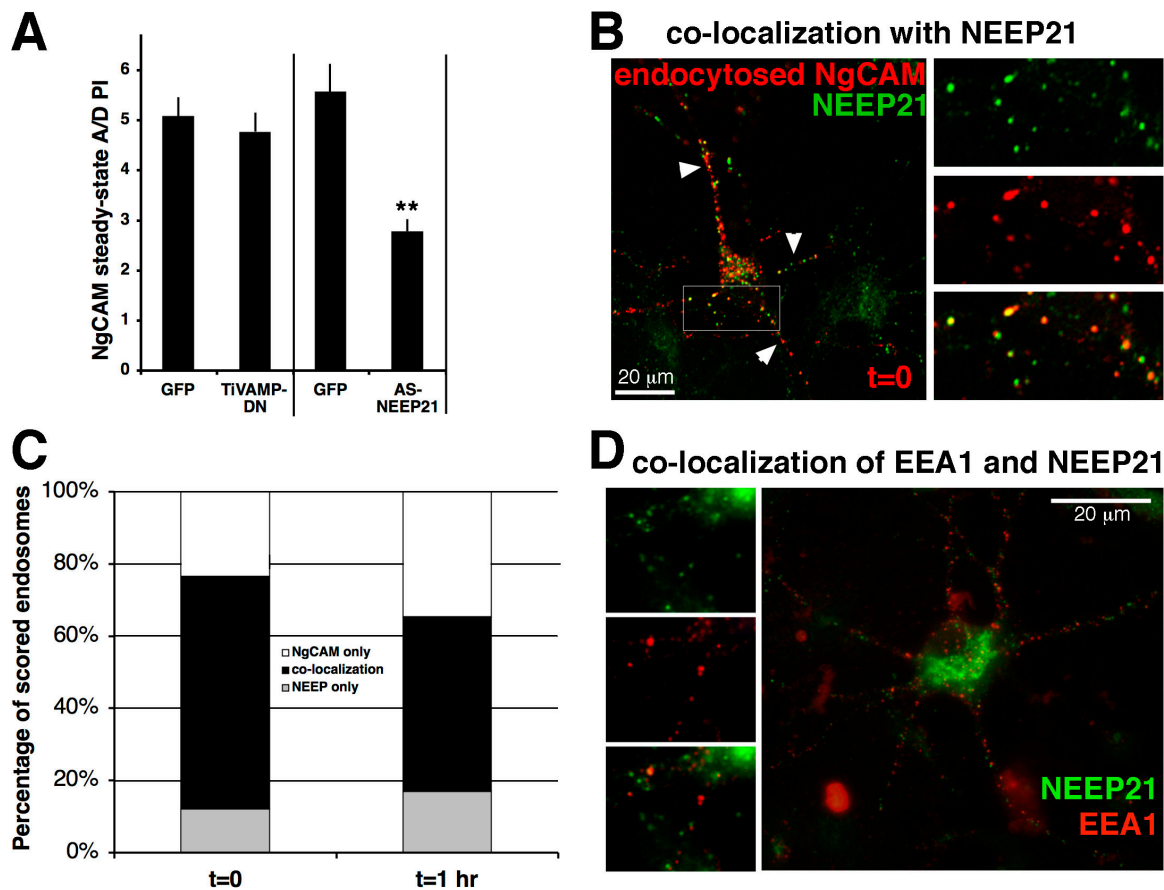 A
NgCAM steady-state A/D PI
6
5
4
3
2
1
0
**
GFP
TiVAMP-
DN
GFP
AS-
NEEP21
B
co-localization with NEEP21
endocytosed NgCAM
NEEP21
20 μm
t=0
C
Percentage of scored endosomes
100%
80%
60%
40%
20%
0%
NgCAM only
co-localization
NEEP only
t=0
t=1 hr
D
co-localization of EEA1 and NEEP21
20 μm
NEEP21
EEA1